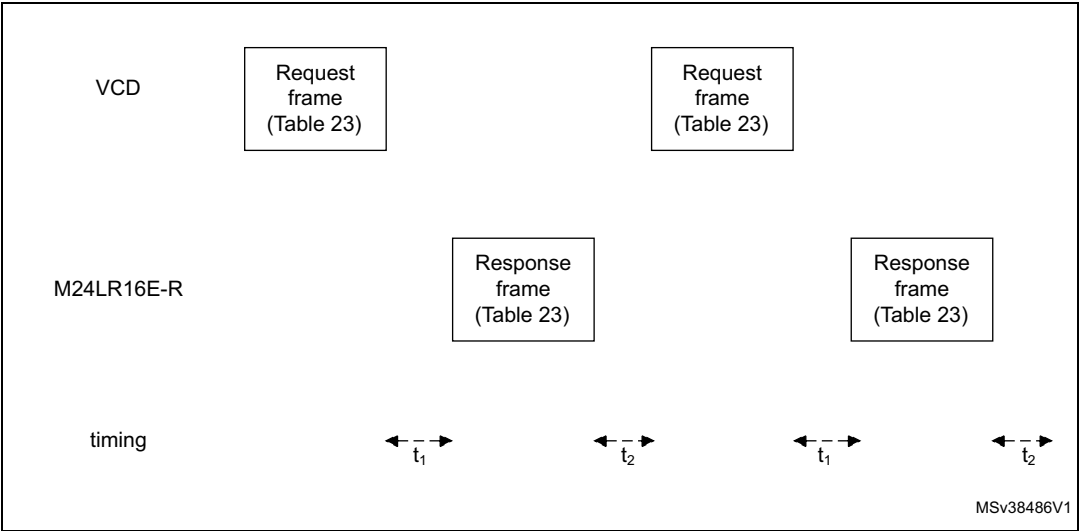 VCD
Request
frame
(Table 23)
Request
frame
(Table 23)
M24LR16E-R
Response
frame
(Table 23)
Response
frame
(Table 23)
timing
t₁
t₂
t₁
t₂
MSv38486V1